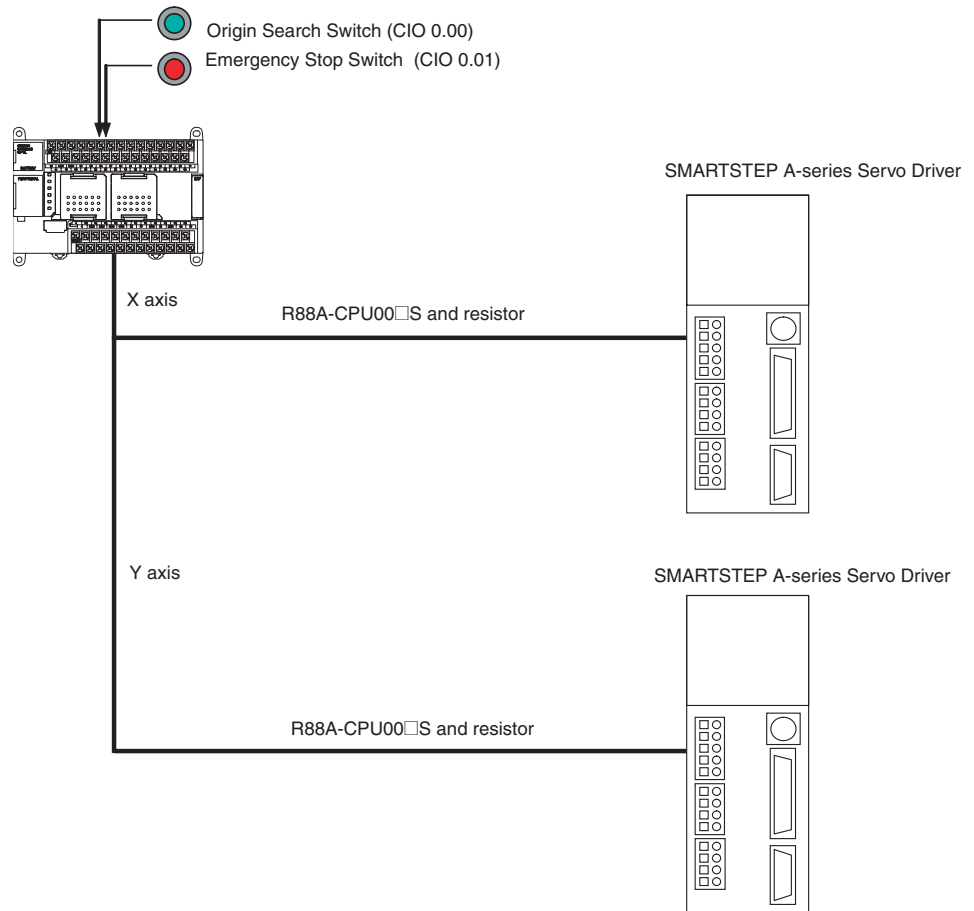 Origin Search Switch (CIO 0.00)
Emergency Stop Switch (CIO 0.01)
SMARTSTEP A-series Servo Driver
X axis
R88A-CPU00□S and resistor
Y axis
SMARTSTEP A-series Servo Driver
R88A-CPU00□S and resistor